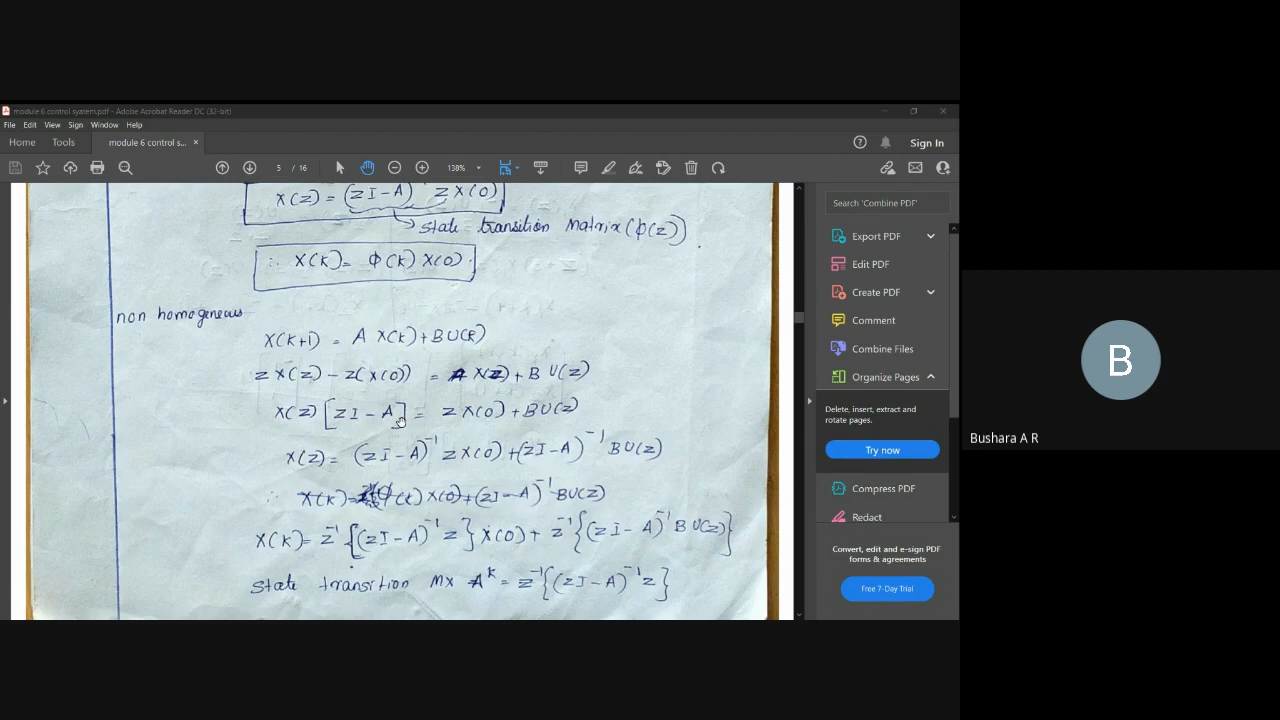 module 6 control system.pdf - Adobe Acrobat Reader DC (32-bit)
File Edit View Sign Window Help
Home Tools module 6 control s... ×
Sign In
5 / 16 138%
X(z) = (zI-A)⁻¹ z X(0)
state transition Matrix (ϕ(z))
∴ X(k) = ϕ(k) X(0).
non homogeneous
X(k+1) = A X(k) + B U(k)
z X(z) - z(X(0)) = A X(z) + B U(z)
X(z) [zI - A] = z X(0) + B U(z)
X(z) = (zI-A)⁻¹ z X(0) + (zI-A)⁻¹ B U(z)
∴ X(k) = ϕ(k) X(0) + (zI-A)⁻¹ B U(z)
X(k) = z⁻¹ {(zI-A)⁻¹ z} X(0) + z⁻¹ {(zI-A)⁻¹ B U(z)}
state transition Mx A^k = z⁻¹ {(zI-A)⁻¹ z}
Search 'Combine PDF'
Export PDF
Edit PDF
Create PDF
Comment
Combine Files
Organize Pages
Delete, insert, extract and
rotate pages.
Try now
Compress PDF
Redact
Convert, edit and e-sign PDF
forms & agreements
Free 7-Day Trial
B
Bushara A R